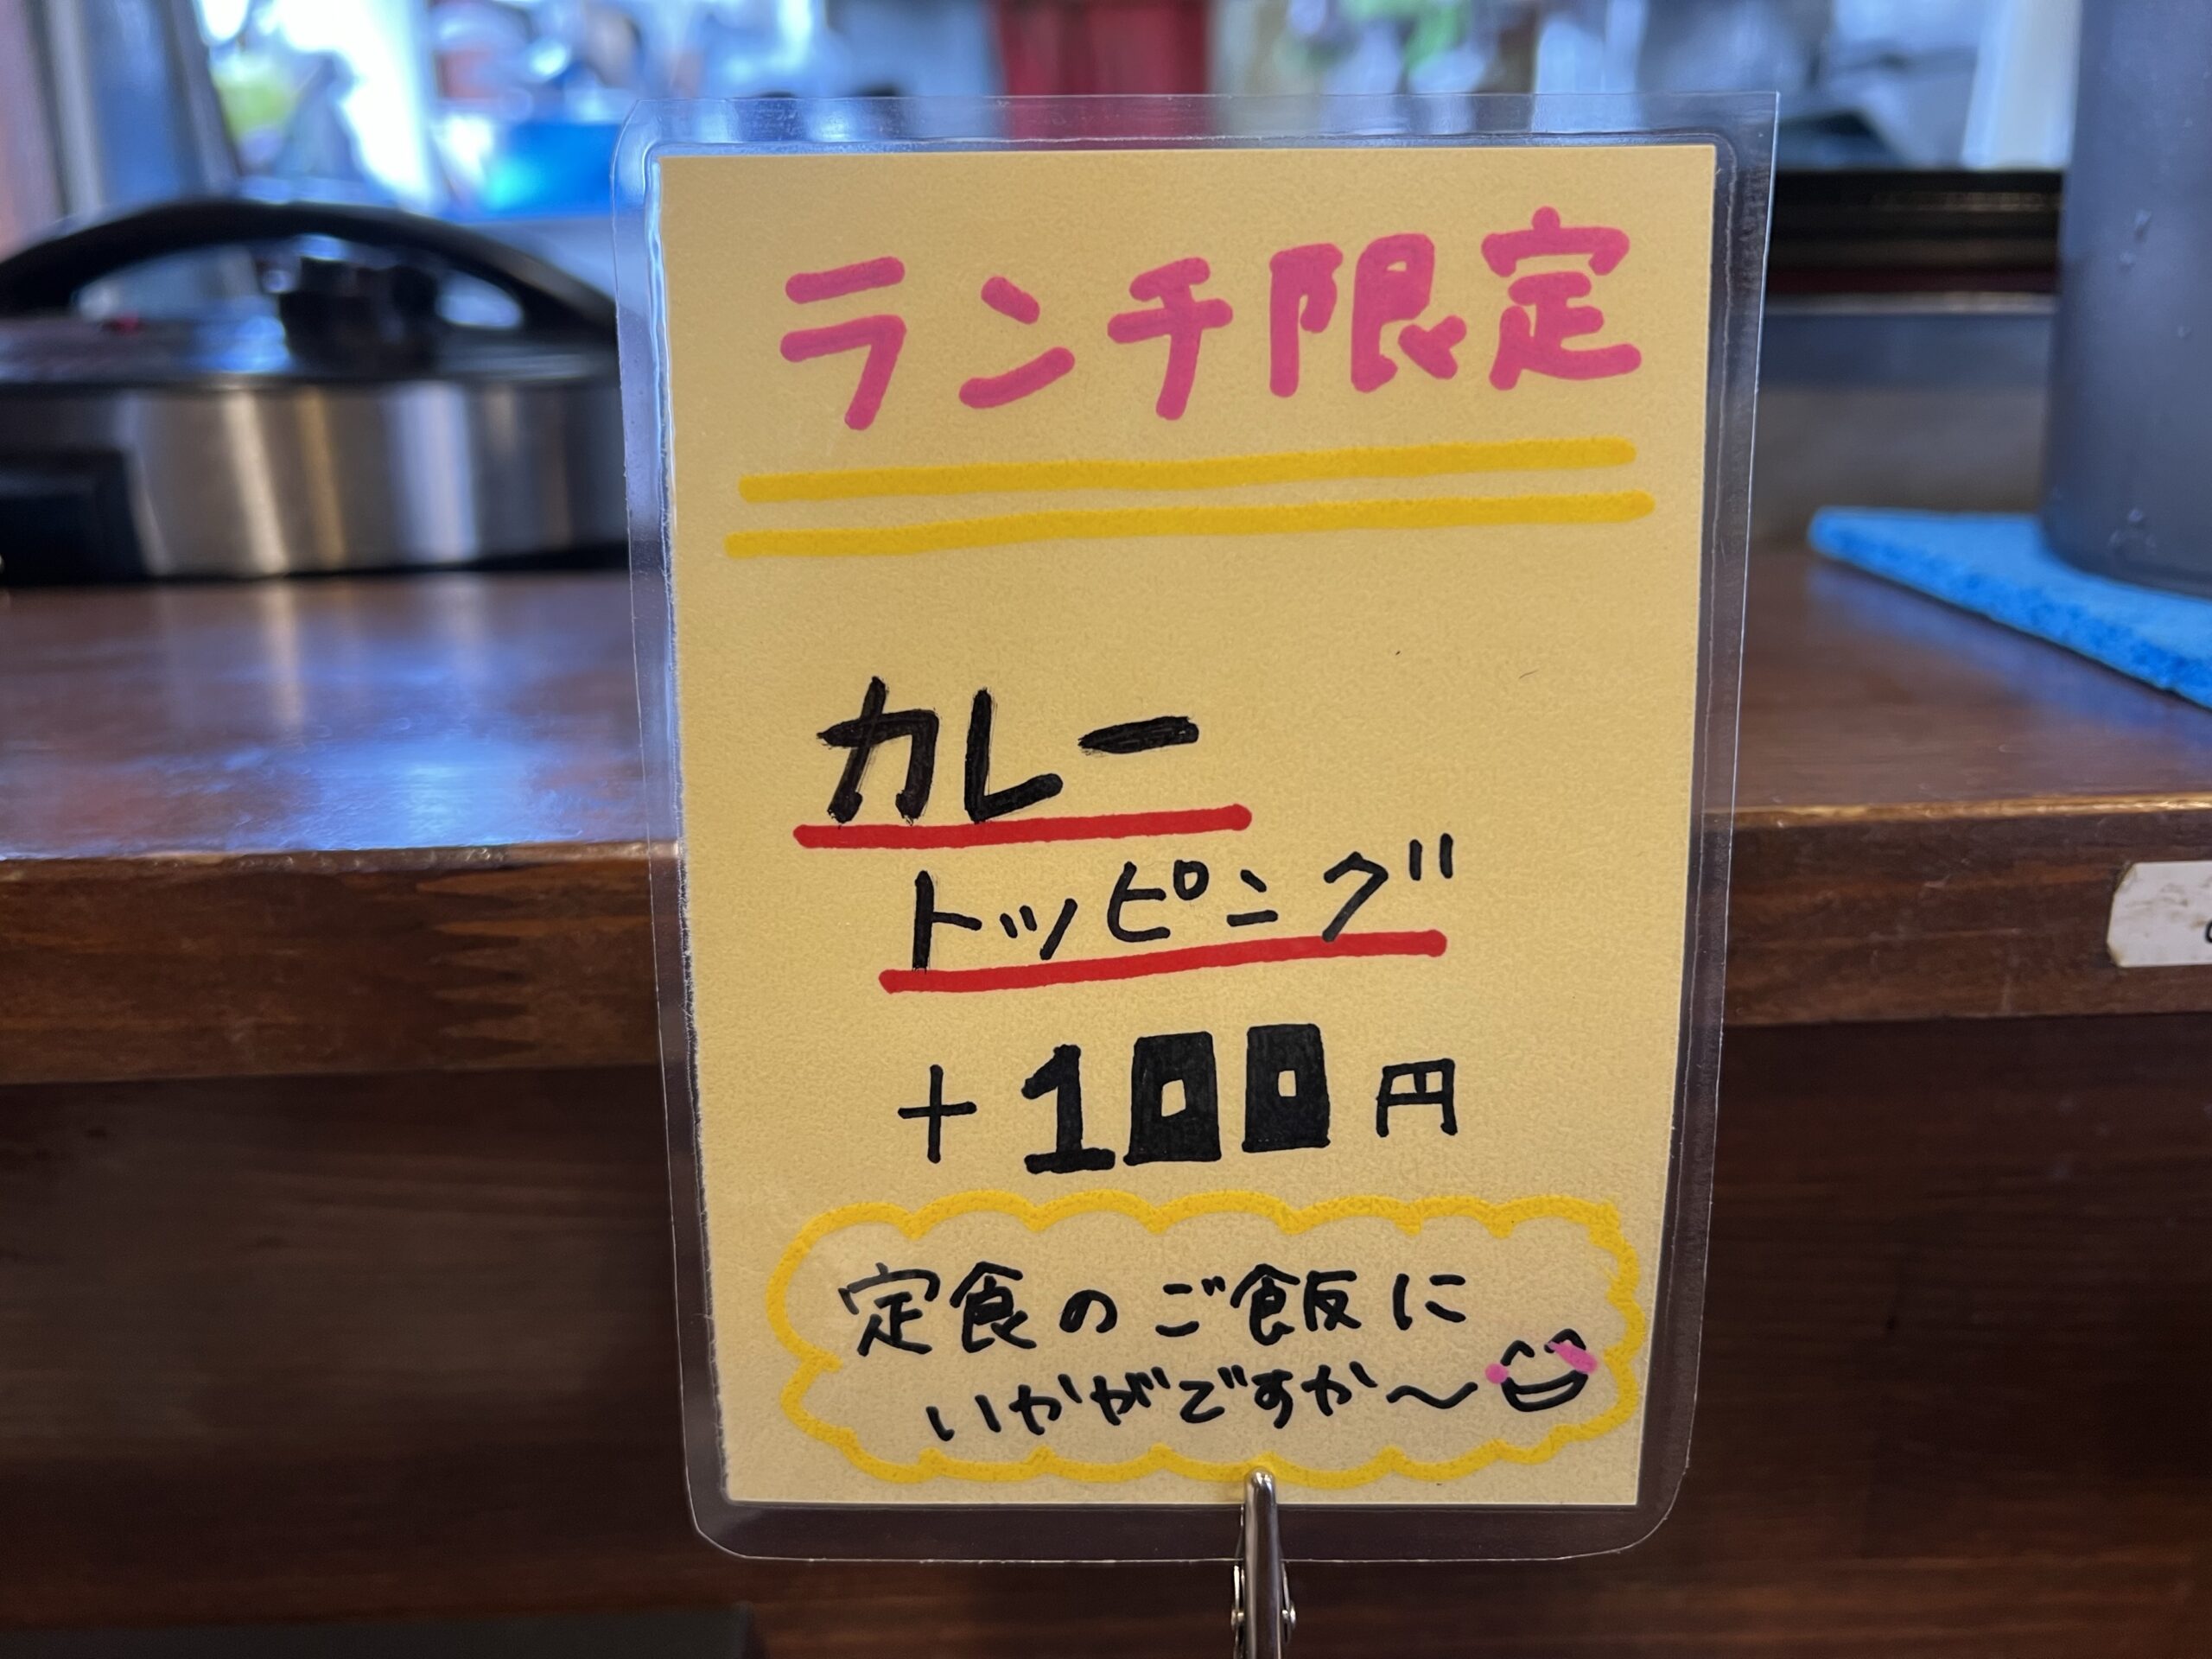 ランチ限定
カレー
トッピング
+100円
定食のご飯に
いかがですか〜